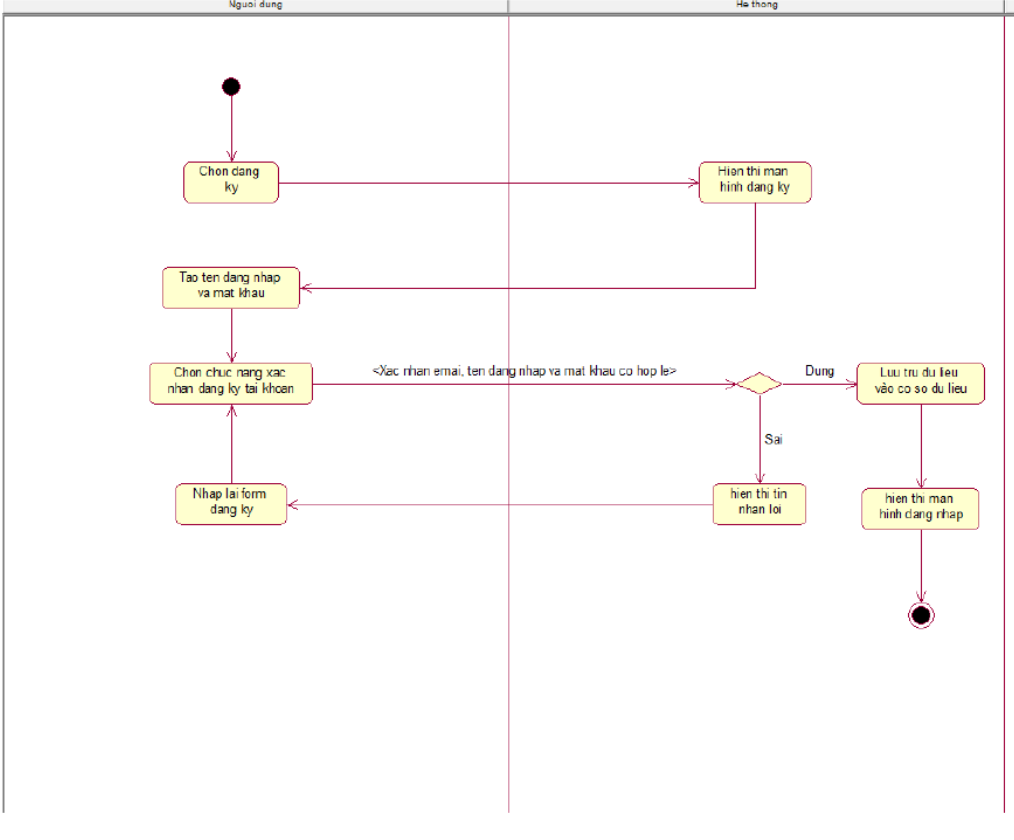 Nguoi dung
He thong
Chon dang
ky
Hien thi man
hinh dang ky
Tao ten dang nhap
va mat khau
Chon chuc nang xac
nhan dang ky tai khoan
<Xac nhan emai, ten dang nhap va mat khau co hop le>
Dung
Luu tru du lieu
vào co so du lieu
Sai
Nhap lai form
dang ky
hien thi tin
nhan loi
hien thi man
hinh dang nhap